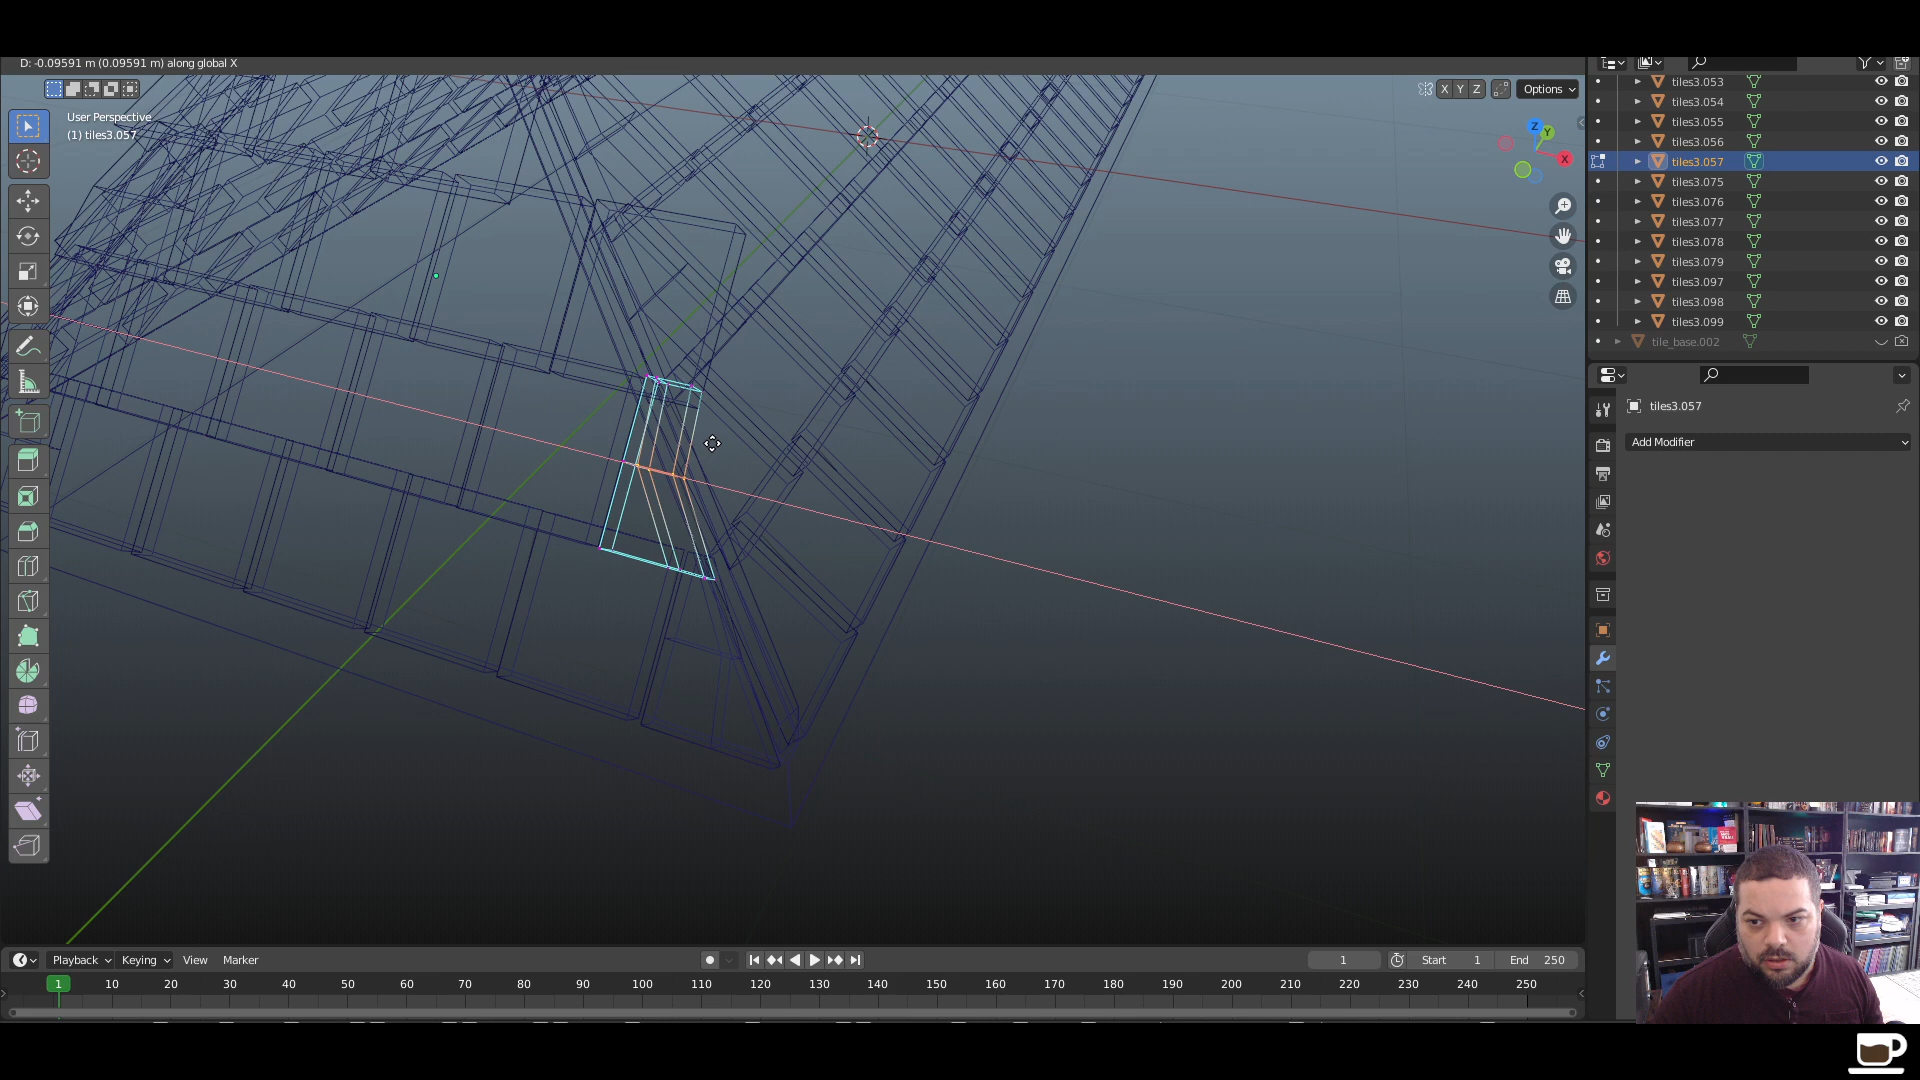 D: -0.09591 m (0.09591 m) along global X
X Y Z
Options
User Perspective
(1) tiles3.057
Z
Y
X
tiles3.053
tiles3.054
tiles3.055
tiles3.056
tiles3.057
tiles3.075
tiles3.076
tiles3.077
tiles3.078
tiles3.079
tiles3.097
tiles3.098
tiles3.099
tile_base.002
tiles3.057
Add Modifier
Playback Keying View Marker
1 Start 1 End 250
1 10 20 30 40 50 60 70 80 90 100 110 120 130 140 150 160 170 180 190 200 210 220 230 240 250